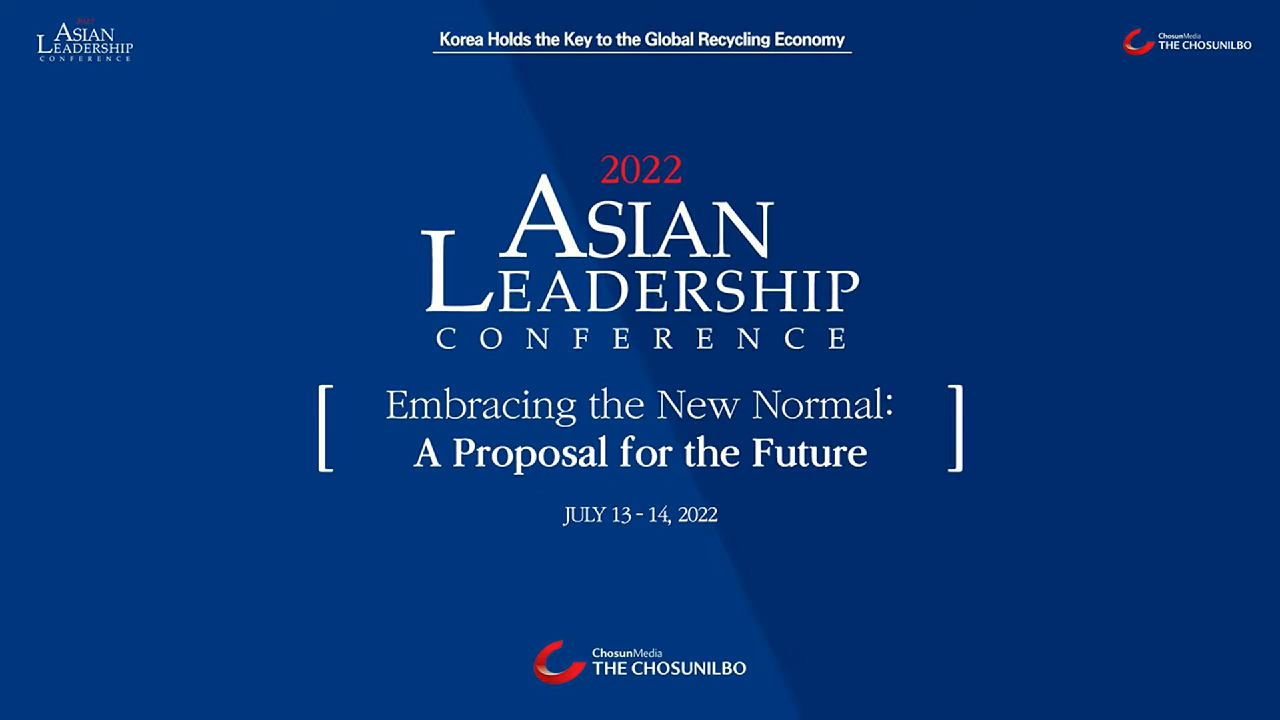 2022
ASIAN
LEADERSHIP
CONFERENCE
Korea Holds the Key to the Global Recycling Economy
ChosunMedia
THE CHOSUNILBO
2022
ASIAN
LEADERSHIP
CONFERENCE
[ Embracing the New Normal:
A Proposal for the Future ]
JULY 13 - 14, 2022
ChosunMedia
THE CHOSUNILBO